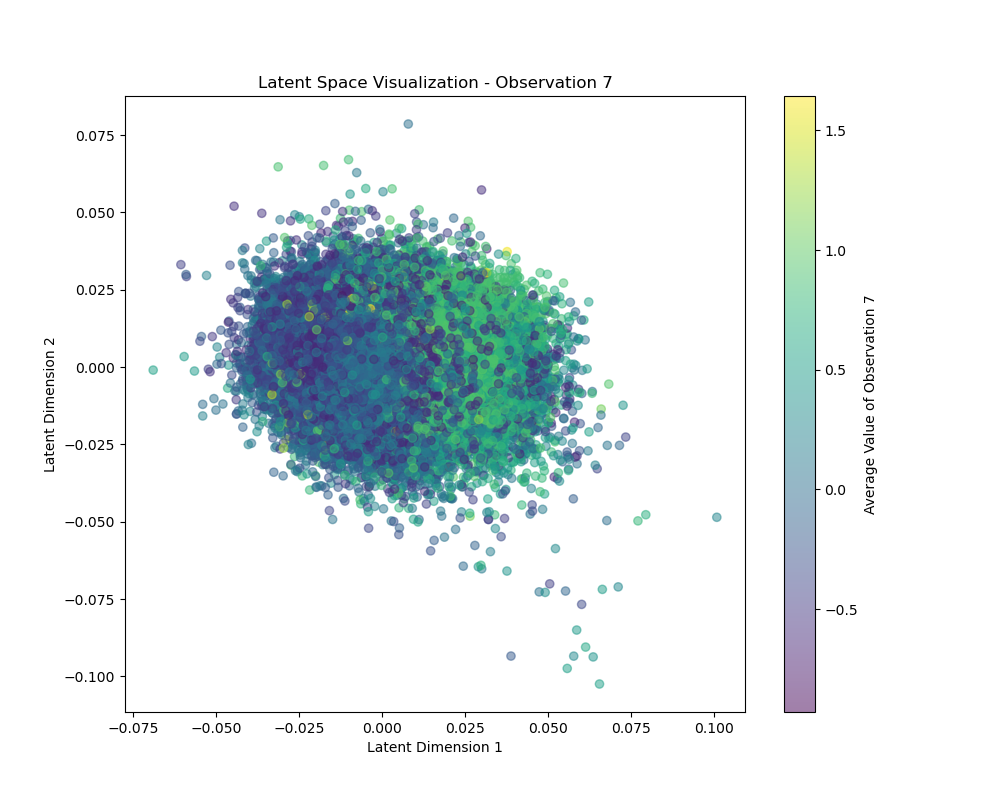 Latent Space Visualization - Observation 7
0.075
0.050
0.025
0.000
−0.025
−0.050
−0.075
−0.100
Latent Dimension 2
−0.075 −0.050 −0.025 0.000 0.025 0.050 0.075 0.100
Latent Dimension 1
1.5
1.0
0.5
0.0
−0.5
Average Value of Observation 7